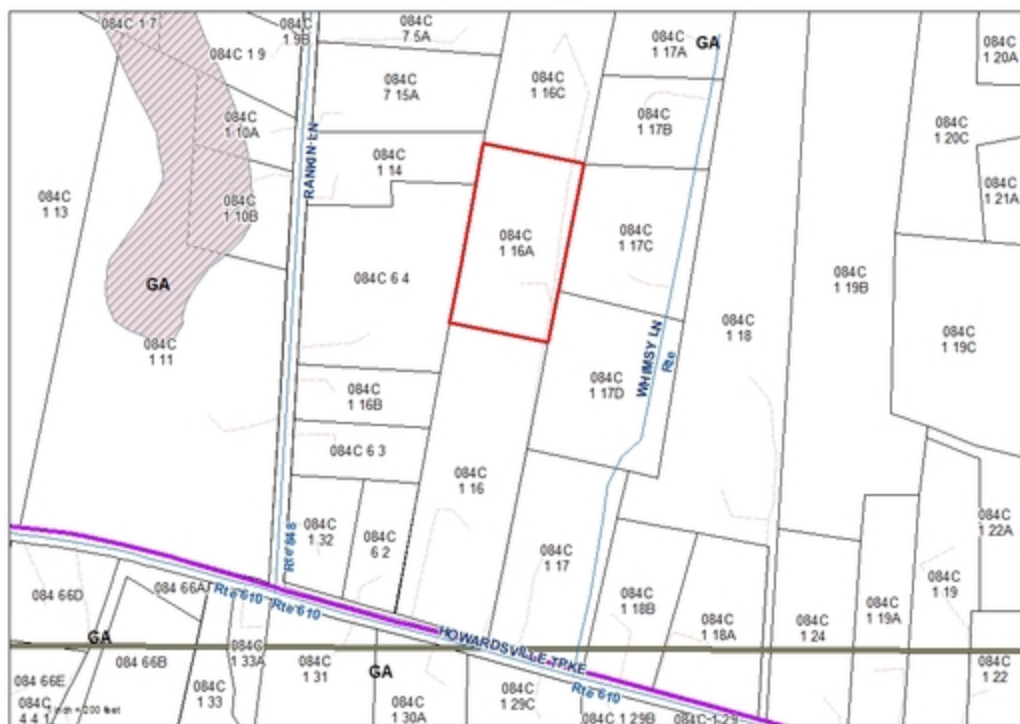 084C 1 7
084C
1 9B
084C
7 5A
084C
1 17A
GA
084C
1 20A
084C 1 9
084C
7 15A
084C
1 16C
084C
1 17B
084C
1 10A
084C
1 20C
RANKIN LN
084C
1 14
084C
1 13
084C
1 10B
084C
1 21A
084C
1 16A
084C
1 17C
GA
084C 6 4
084C
1 19B
084C
1 11
084C
1 18
084C
1 19C
WHIMSY LN
Rte
084C
1 16B
084C
1 17D
084C 6 3
084C
1 16
084C
1 32
084C
6 2
Rte 848
084C
1 22A
084C
1 17
084 66D
084 66A
Rte 610
Rte 610
084C
1 18B
084C
1 19
084C
1 19A
084C
1 18A
084C
1 24
GA
HOWARDSVILLE TPKE
084 66B
084C
1 33A
084C
1 31
GA
084C
1 22
084 66E
084C
1 33
Rte 610
084C
1 29C
084C
4 4 1
1 inch = 200 feet
084C
1 30A
084C 1 29B
084C 1 29